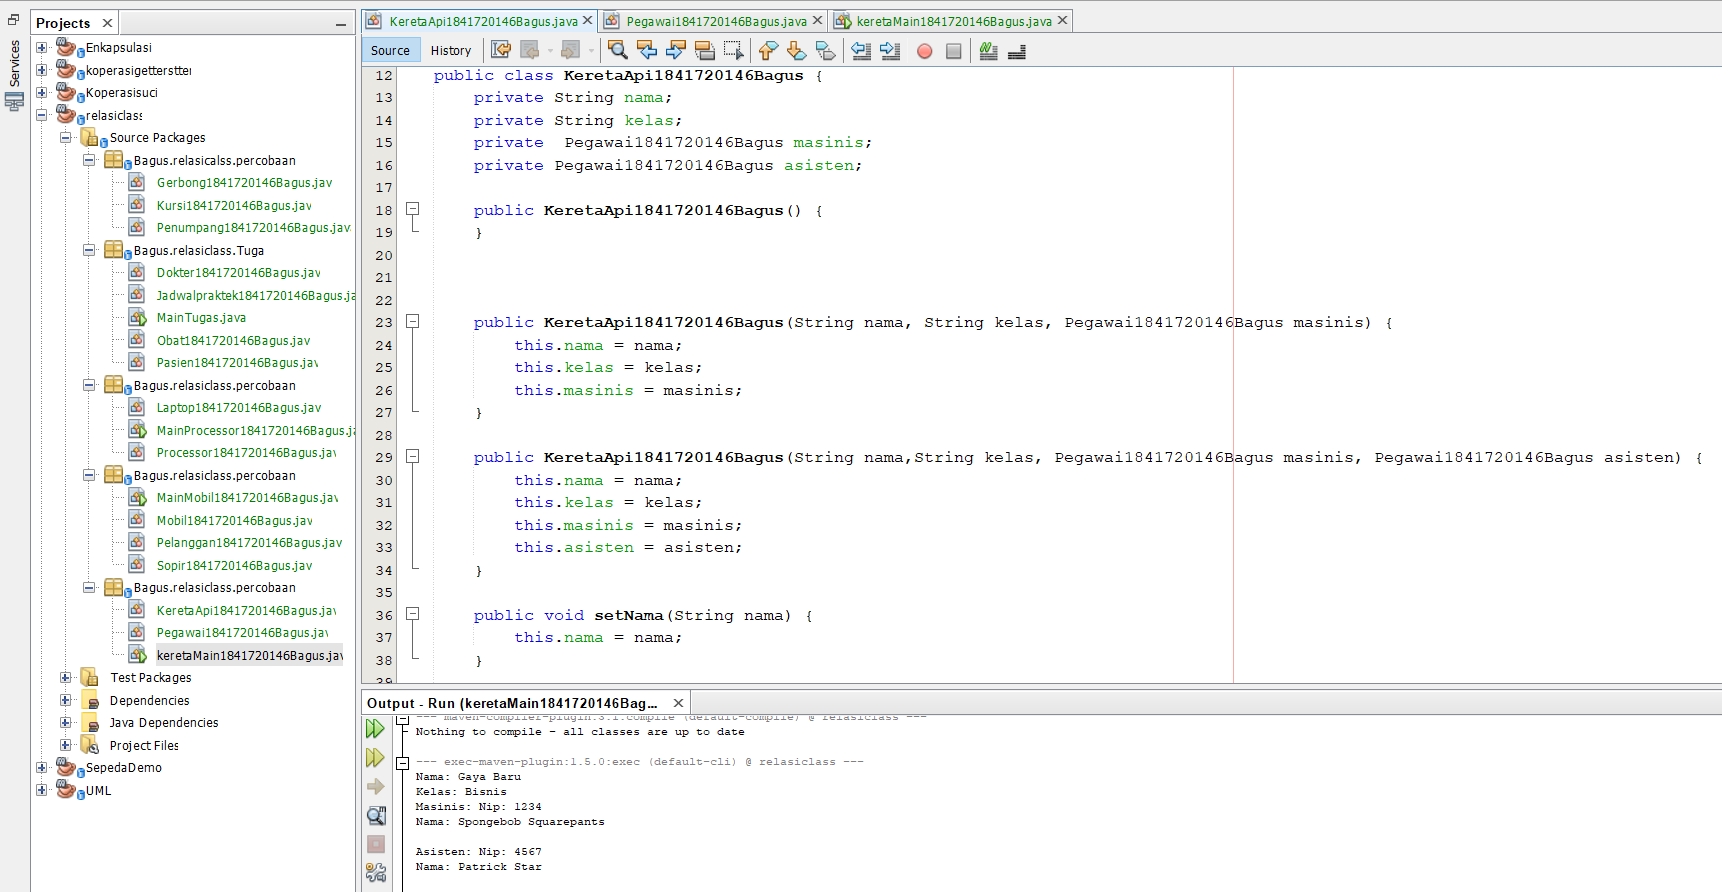 Services
Projects
Enkapsulasi
koperasigetterstter
Koperasisuci
relasiclass
Source Packages
Bagus.relasicalss.percobaan
Gerbong1841720146Bagus.jav
Kursi1841720146Bagus.jav
Penumpang1841720146Bagus.jav
Bagus.relasiclass.Tuga
Dokter1841720146Bagus.jav
Jadwalpraktek1841720146Bagus.ja
MainTugas.java
Obat1841720146Bagus.jav
Pasien1841720146Bagus.jav
Bagus.relasiclass.percobaan
Laptop1841720146Bagus.jav
MainProcessor1841720146Bagus.ja
Processor1841720146Bagus.jav
Bagus.relasiclass.percobaan
MainMobil1841720146Bagus.jav
Mobil1841720146Bagus.jav
Pelanggan1841720146Bagus.jav
Sopir1841720146Bagus.jav
Bagus.relasiclass.percobaan
KeretaApi1841720146Bagus.jav
Pegawai1841720146Bagus.jav
keretaMain1841720146Bagus.jav
Test Packages
Dependencies
Java Dependencies
Project Files
SepedaDemo
UML
KeretaApi1841720146Bagus.java Pegawai1841720146Bagus.java keretaMain1841720146Bagus.java
Source History
12 public class KeretaApi1841720146Bagus {
13 private String nama;
14 private String kelas;
15 private  Pegawai1841720146Bagus masinis;
16 private Pegawai1841720146Bagus asisten;
17
18 public KeretaApi1841720146Bagus() {
19 }
20
21
22
23 public KeretaApi1841720146Bagus(String nama, String kelas, Pegawai1841720146Bagus masinis) {
24 this.nama = nama;
25 this.kelas = kelas;
26 this.masinis = masinis;
27 }
28
29 public KeretaApi1841720146Bagus(String nama,String kelas, Pegawai1841720146Bagus masinis, Pegawai1841720146Bagus asisten) {
30 this.nama = nama;
31 this.kelas = kelas;
32 this.masinis = masinis;
33 this.asisten = asisten;
34 }
35
36 public void setNama(String nama) {
37 this.nama = nama;
38 }
39
Output - Run (keretaMain1841720146Bag...
--- maven-compiler-plugin:3.1:compile (default-compile) @ relasiclass ---
Nothing to compile - all classes are up to date
--- exec-maven-plugin:1.5.0:exec (default-cli) @ relasiclass ---
Nama: Gaya Baru
Kelas: Bisnis
Masinis: Nip: 1234
Nama: Spongebob Squarepants
Asisten: Nip: 4567
Nama: Patrick Star